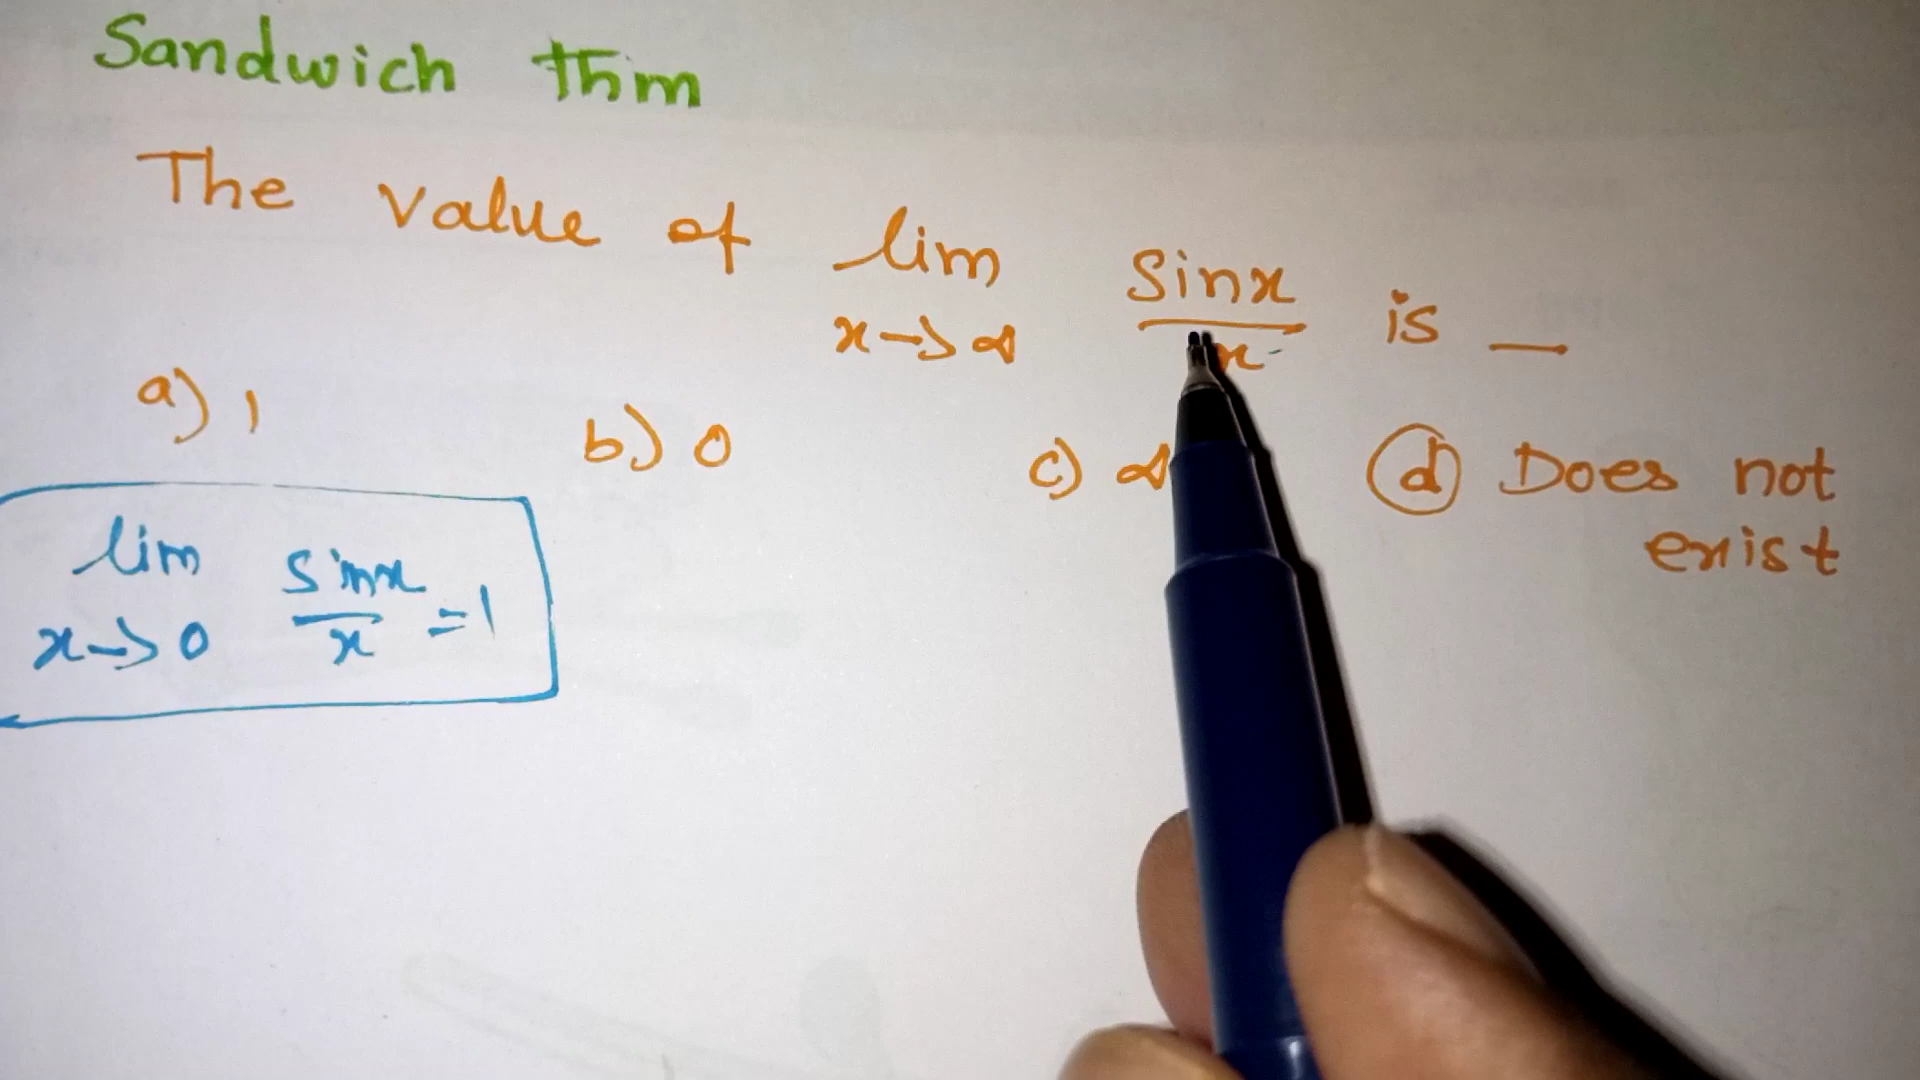 Sandwich thm
The value of lim sinx/x is _
x→∞
a) 1 b) 0 c) ∞ (d) Does not
exist
lim sinx/x =1
x→0